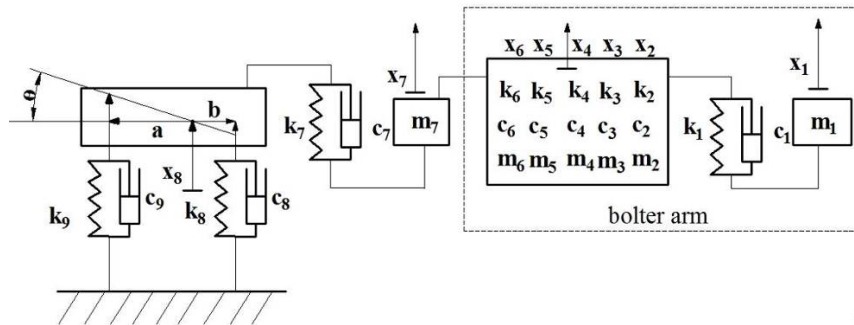 θ
a
b
x8
k9
c9
k8
c8
k7
c7
x7
m7
x6 x5 x4 x3 x2
k6 k5 k4 k3 k2
c6 c5 c4 c3 c2
m6 m5 m4 m3 m2
k1
c1
x1
m1
bolter arm